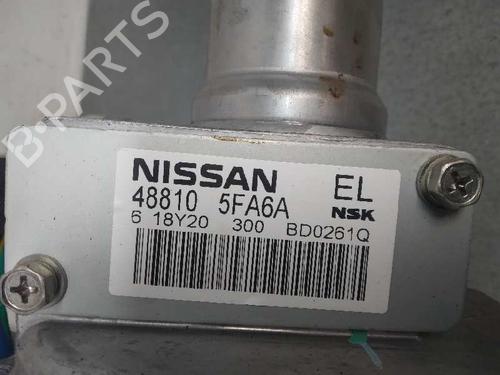 B-PARTS
NISSAN EL
48810 5FA6A NSK
6 18Y20 300 BD0261Q